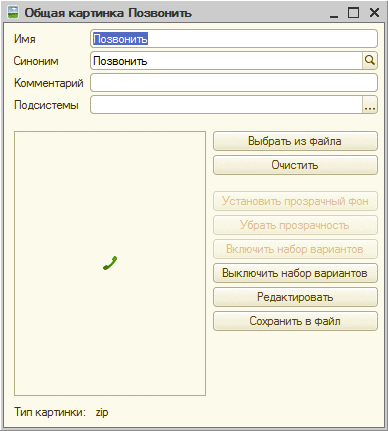 Общая картинка Позвонить
Имя Позвонить
Синоним Позвонить
Комментарий
Подсистемы ...
Выбрать из файла
Очистить
Установить прозрачный фон
Убрать прозрачность
Включить набор вариантов
Выключить набор вариантов
Редактировать
Сохранить в файл
Тип картинки: zip